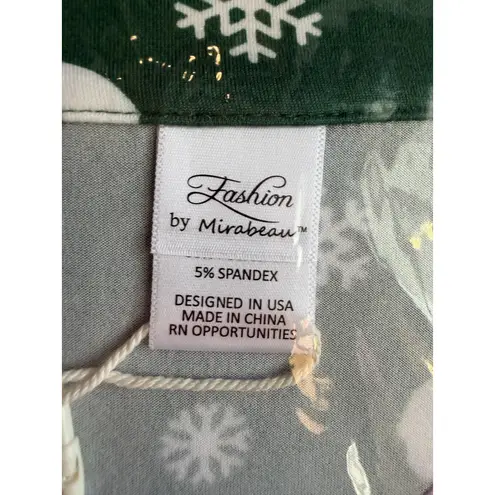 Fashion
by Mirabeau™
5% SPANDEX
DESIGNED IN USA
MADE IN CHINA
RN OPPORTUNITIES